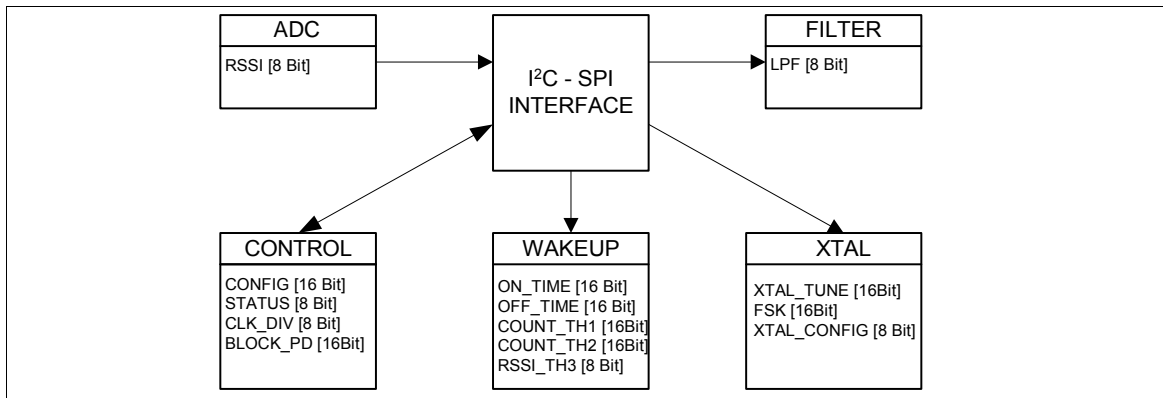 ADC
RSSI [8 Bit]
I²C - SPI
INTERFACE
FILTER
LPF [8 Bit]
CONTROL
CONFIG [16 Bit]
STATUS [8 Bit]
CLK_DIV [8 Bit]
BLOCK_PD [16Bit]
WAKEUP
ON_TIME [16 Bit]
OFF_TIME [16 Bit]
COUNT_TH1 [16Bit]
COUNT_TH2 [16Bit]
RSSI_TH3 [8 Bit]
XTAL
XTAL_TUNE [16Bit]
FSK [16Bit]
XTAL_CONFIG [8 Bit]